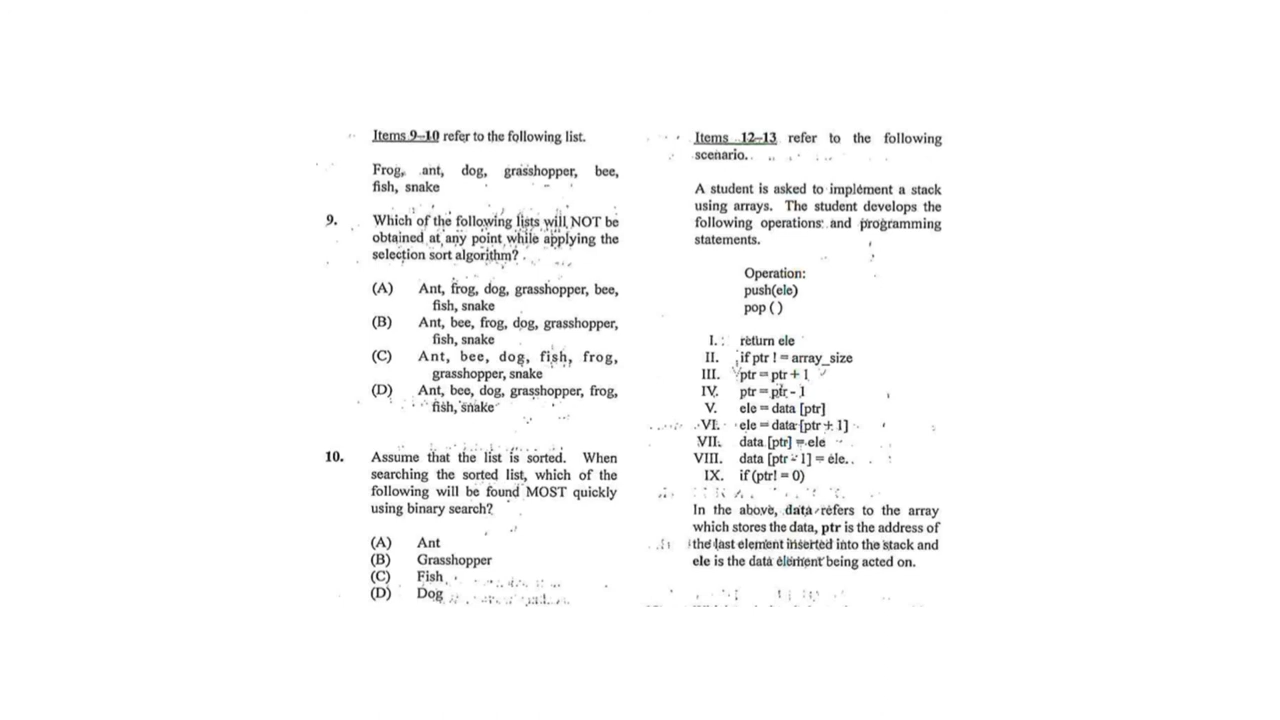 Items 9–10 refer to the following list.
Frog, ant, dog, grasshopper, bee,
fish, snake
9. Which of the following lists will NOT be
obtained at any point while applying the
selection sort algorithm?
(A) Ant, frog, dog, grasshopper, bee,
fish, snake
(B) Ant, bee, frog, dog, grasshopper,
fish, snake
(C) Ant, bee, dog, fish, frog,
grasshopper, snake
(D) Ant, bee, dog, grasshopper, frog,
fish, snake
10. Assume that the list is sorted. When
searching the sorted list, which of the
following will be found MOST quickly
using binary search?
(A) Ant
(B) Grasshopper
(C) Fish
(D) Dog
Items 12–13 refer to the following
scenario.
A student is asked to implement a stack
using arrays. The student develops the
following operations and programming
statements.
Operation:
push(ele)
pop ()
I. return ele
II. if ptr ! = array_size
III. ptr = ptr + 1
IV. ptr = ptr - 1
V. ele = data [ptr]
VI. ele = data [ptr + 1]
VII. data [ptr] = ele
VIII. data [ptr - 1] = ele
IX. if (ptr! = 0)
In the above, data refers to the array
which stores the data, ptr is the address of
the last element inserted into the stack and
ele is the data element being acted on.